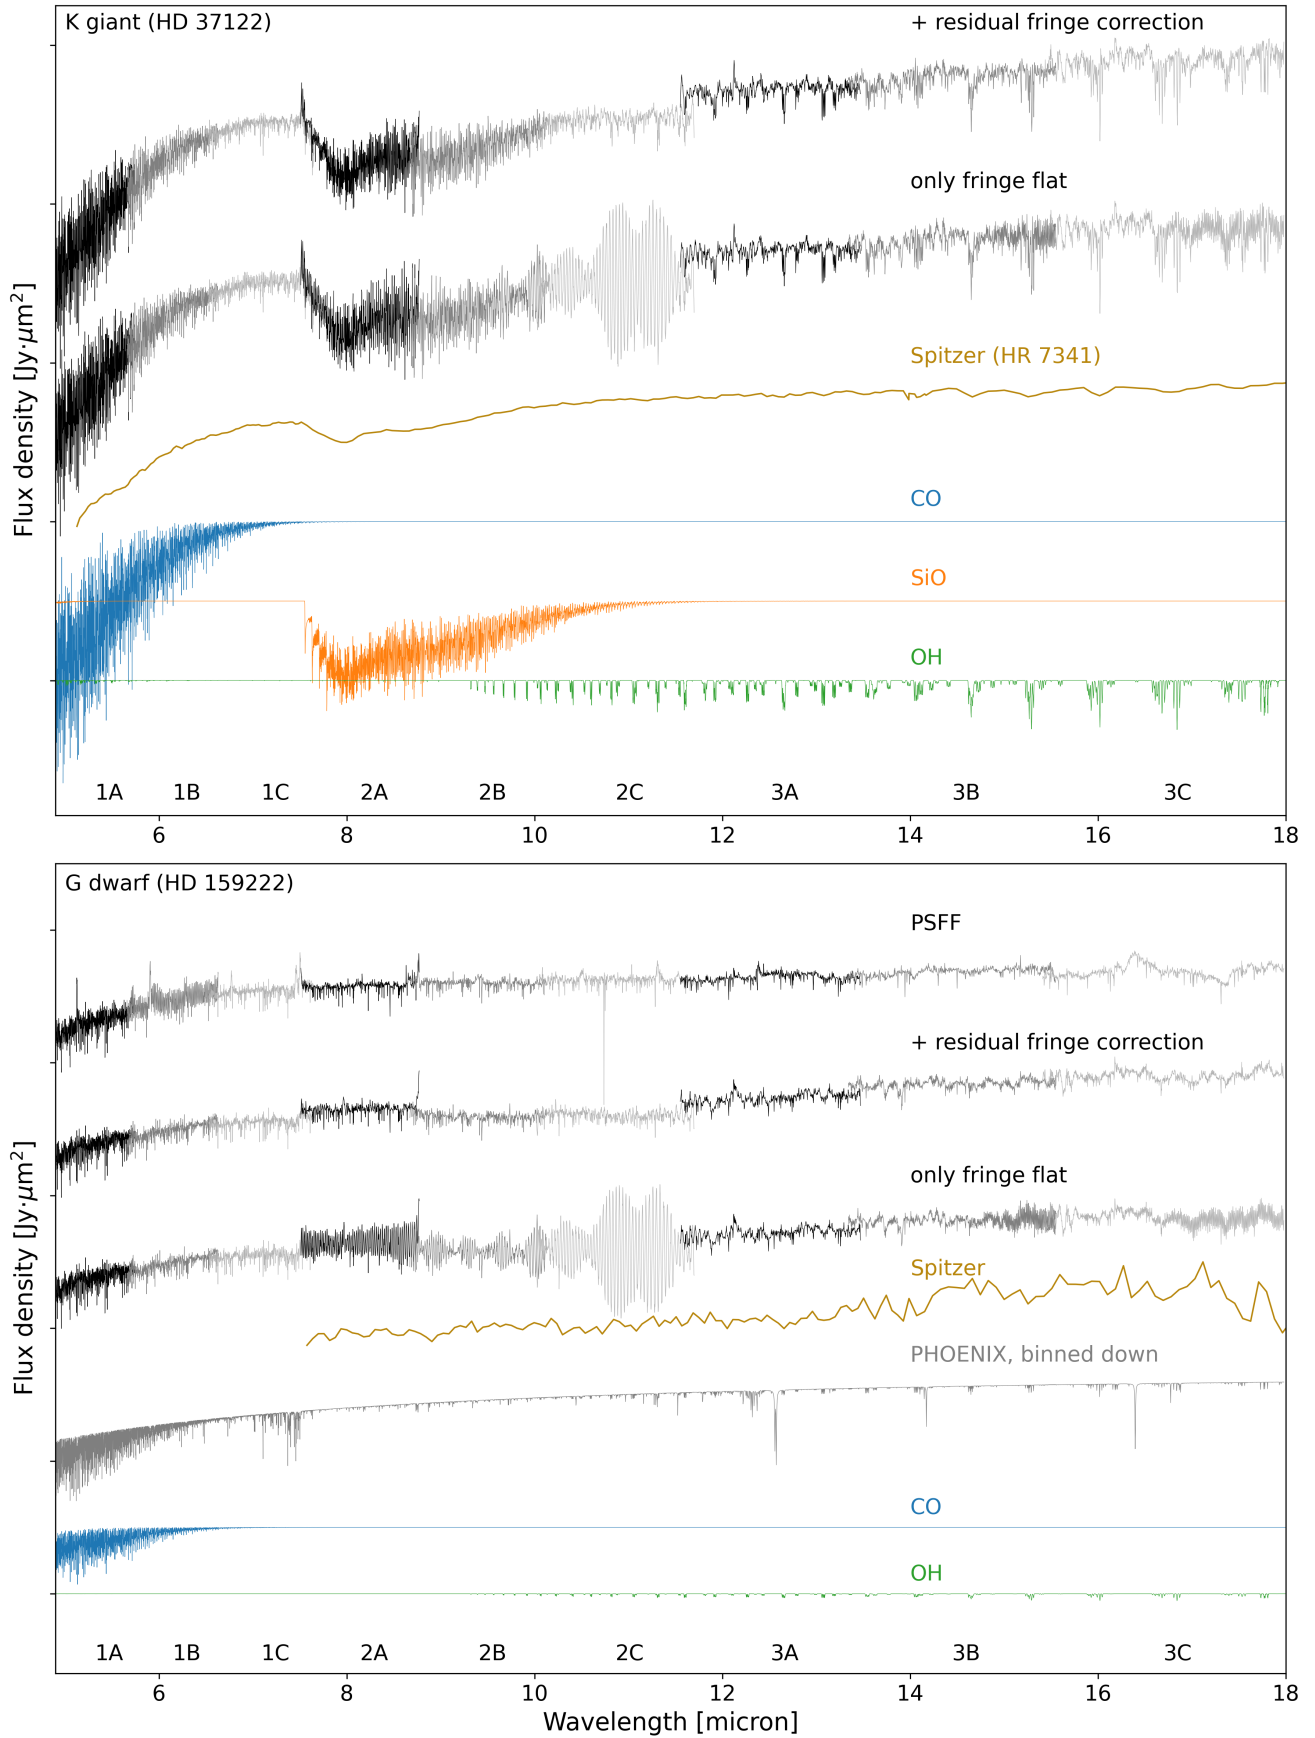 K giant (HD 37122)
+ residual fringe correction
only fringe flat
Spitzer (HR 7341)
CO
SiO
OH
Flux density [Jy·μm²]
1A 1B 1C 2A 2B 2C 3A 3B 3C
6 8 10 12 14 16 18
G dwarf (HD 159222)
PSFF
+ residual fringe correction
only fringe flat
Spitzer
PHOENIX, binned down
CO
OH
Flux density [Jy·μm²]
1A 1B 1C 2A 2B 2C 3A 3B 3C
6 8 10 12 14 16 18
Wavelength [micron]